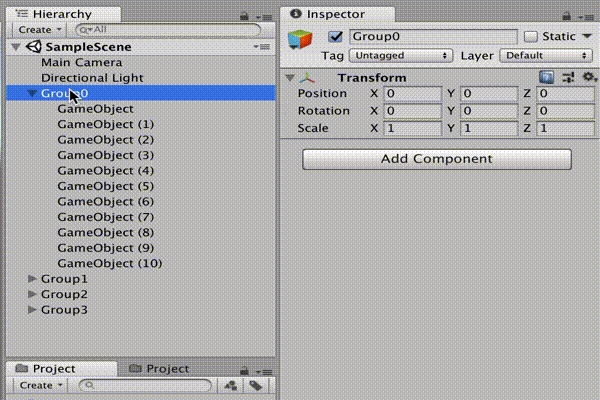 Hierarchy
Create
All
SampleScene
Main Camera
Directional Light
Group0
GameObject
GameObject (1)
GameObject (2)
GameObject (3)
GameObject (4)
GameObject (5)
GameObject (6)
GameObject (7)
GameObject (8)
GameObject (9)
GameObject (10)
Group1
Group2
Group3
Project Project
Create
Inspector
Group0 Static
Tag Untagged Layer Default
Transform
Position X 0 Y 0 Z 0
Rotation X 0 Y 0 Z 0
Scale X 1 Y 1 Z 1
Add Component